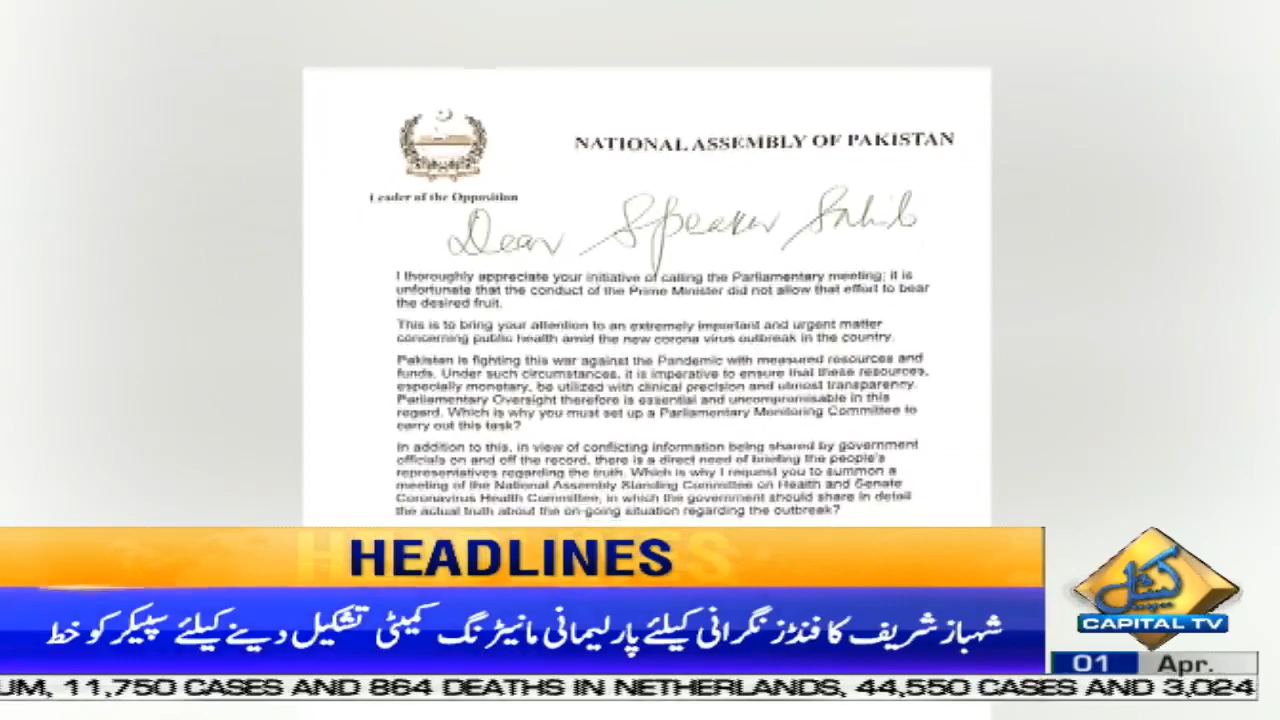 NATIONAL ASSEMBLY OF PAKISTAN
Leader of the Opposition
Dear Speaker Sahib
I thoroughly appreciate your initiative of calling the Parliamentary meeting; it is
unfortunate that the conduct of the Prime Minister did not allow that effort to bear
the desired fruit.
This is to bring your attention to an extremely important and urgent matter
concerning public health amid the new corona virus outbreak in the country.
Pakistan is fighting this war against the Pandemic with measured resources and
funds. Under such circumstances, it is imperative to ensure that these resources,
especially monetary, be utilized with clinical precision and utmost transparency.
Parliamentary Oversight therefore is essential and uncompromisable in this
regard. Which is why you must set up a Parliamentary Monitoring Committee to
carry out this task?
In addition to this, in view of conflicting information being shared by government
officials on and off the record, there is a direct need of briefing the people's
representatives regarding the truth. Which is why I request you to summon a
meeting of the National Assembly Standing Committee on Health and Senate
Coronavirus Health Committee, in which the government should share in detail
the actual truth about the on-going situation regarding the outbreak?
HEADLINES
شہباز شریف کا فنڈز نگرانی کیلئے پارلیمانی مانیٹرنگ کمیٹی تشکیل دینے کیلئے سپیکر کو خط
کیپیٹل
CAPITAL TV
01 Apr.
UM, 11,750 CASES AND 864 DEATHS IN NETHERLANDS, 44,550 CASES AND 3,024